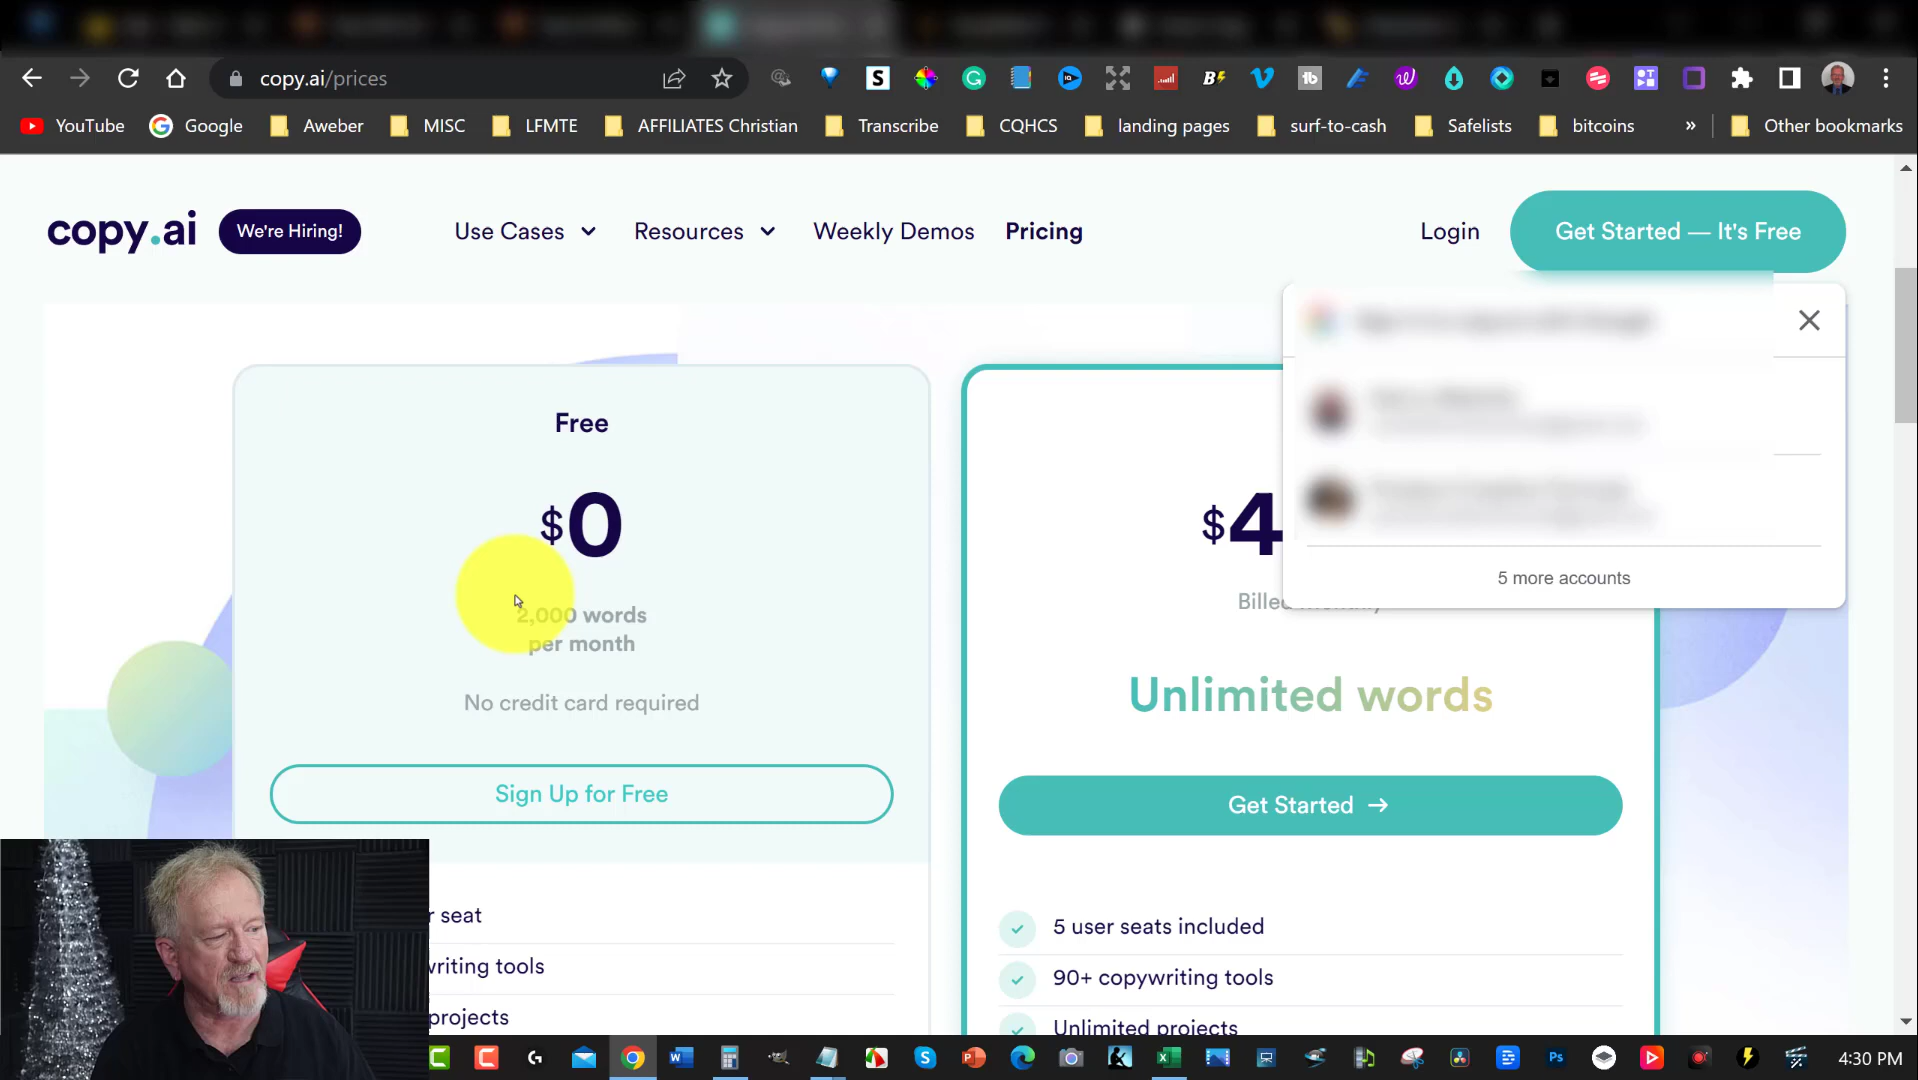 copy.ai/prices
YouTube
Google
Aweber
MISC
LFMTE
AFFILIATES Christian
Transcribe
CQHCS
landing pages
surf-to-cash
Safelists
bitcoins
»
Other bookmarks
copy.ai
We're Hiring!
Use Cases
Resources
Weekly Demos
Pricing
Login
Get Started — It's Free
Free
$0
2,000 words
per month
No credit card required
Sign Up for Free
r seat
writing tools
projects
$4
Billed monthly
Unlimited words
Get Started →
5 user seats included
90+ copywriting tools
Unlimited projects
5 more accounts
4:30 PM